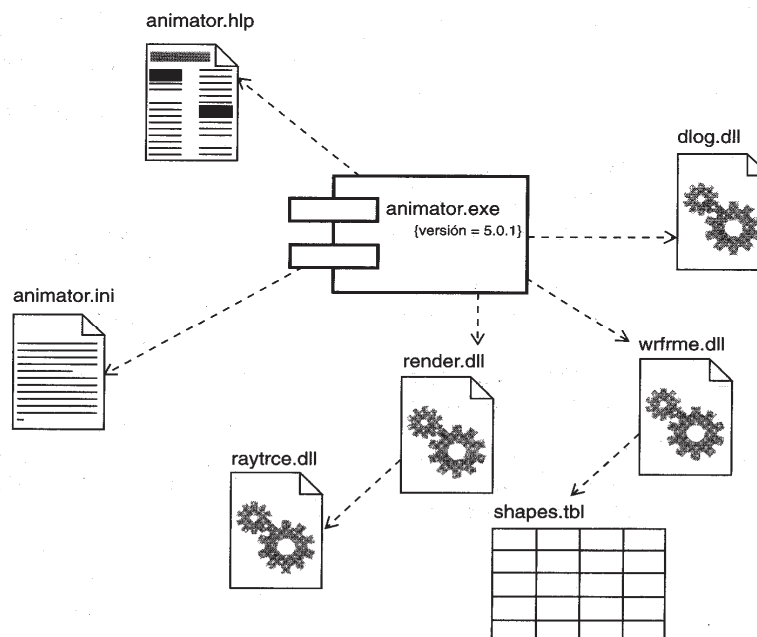 animator.hlp
dlog.dll
animator.exe
{versión = 5.0.1}
animator.ini
render.dll
wrfrme.dll
raytrce.dll
shapes.tbl